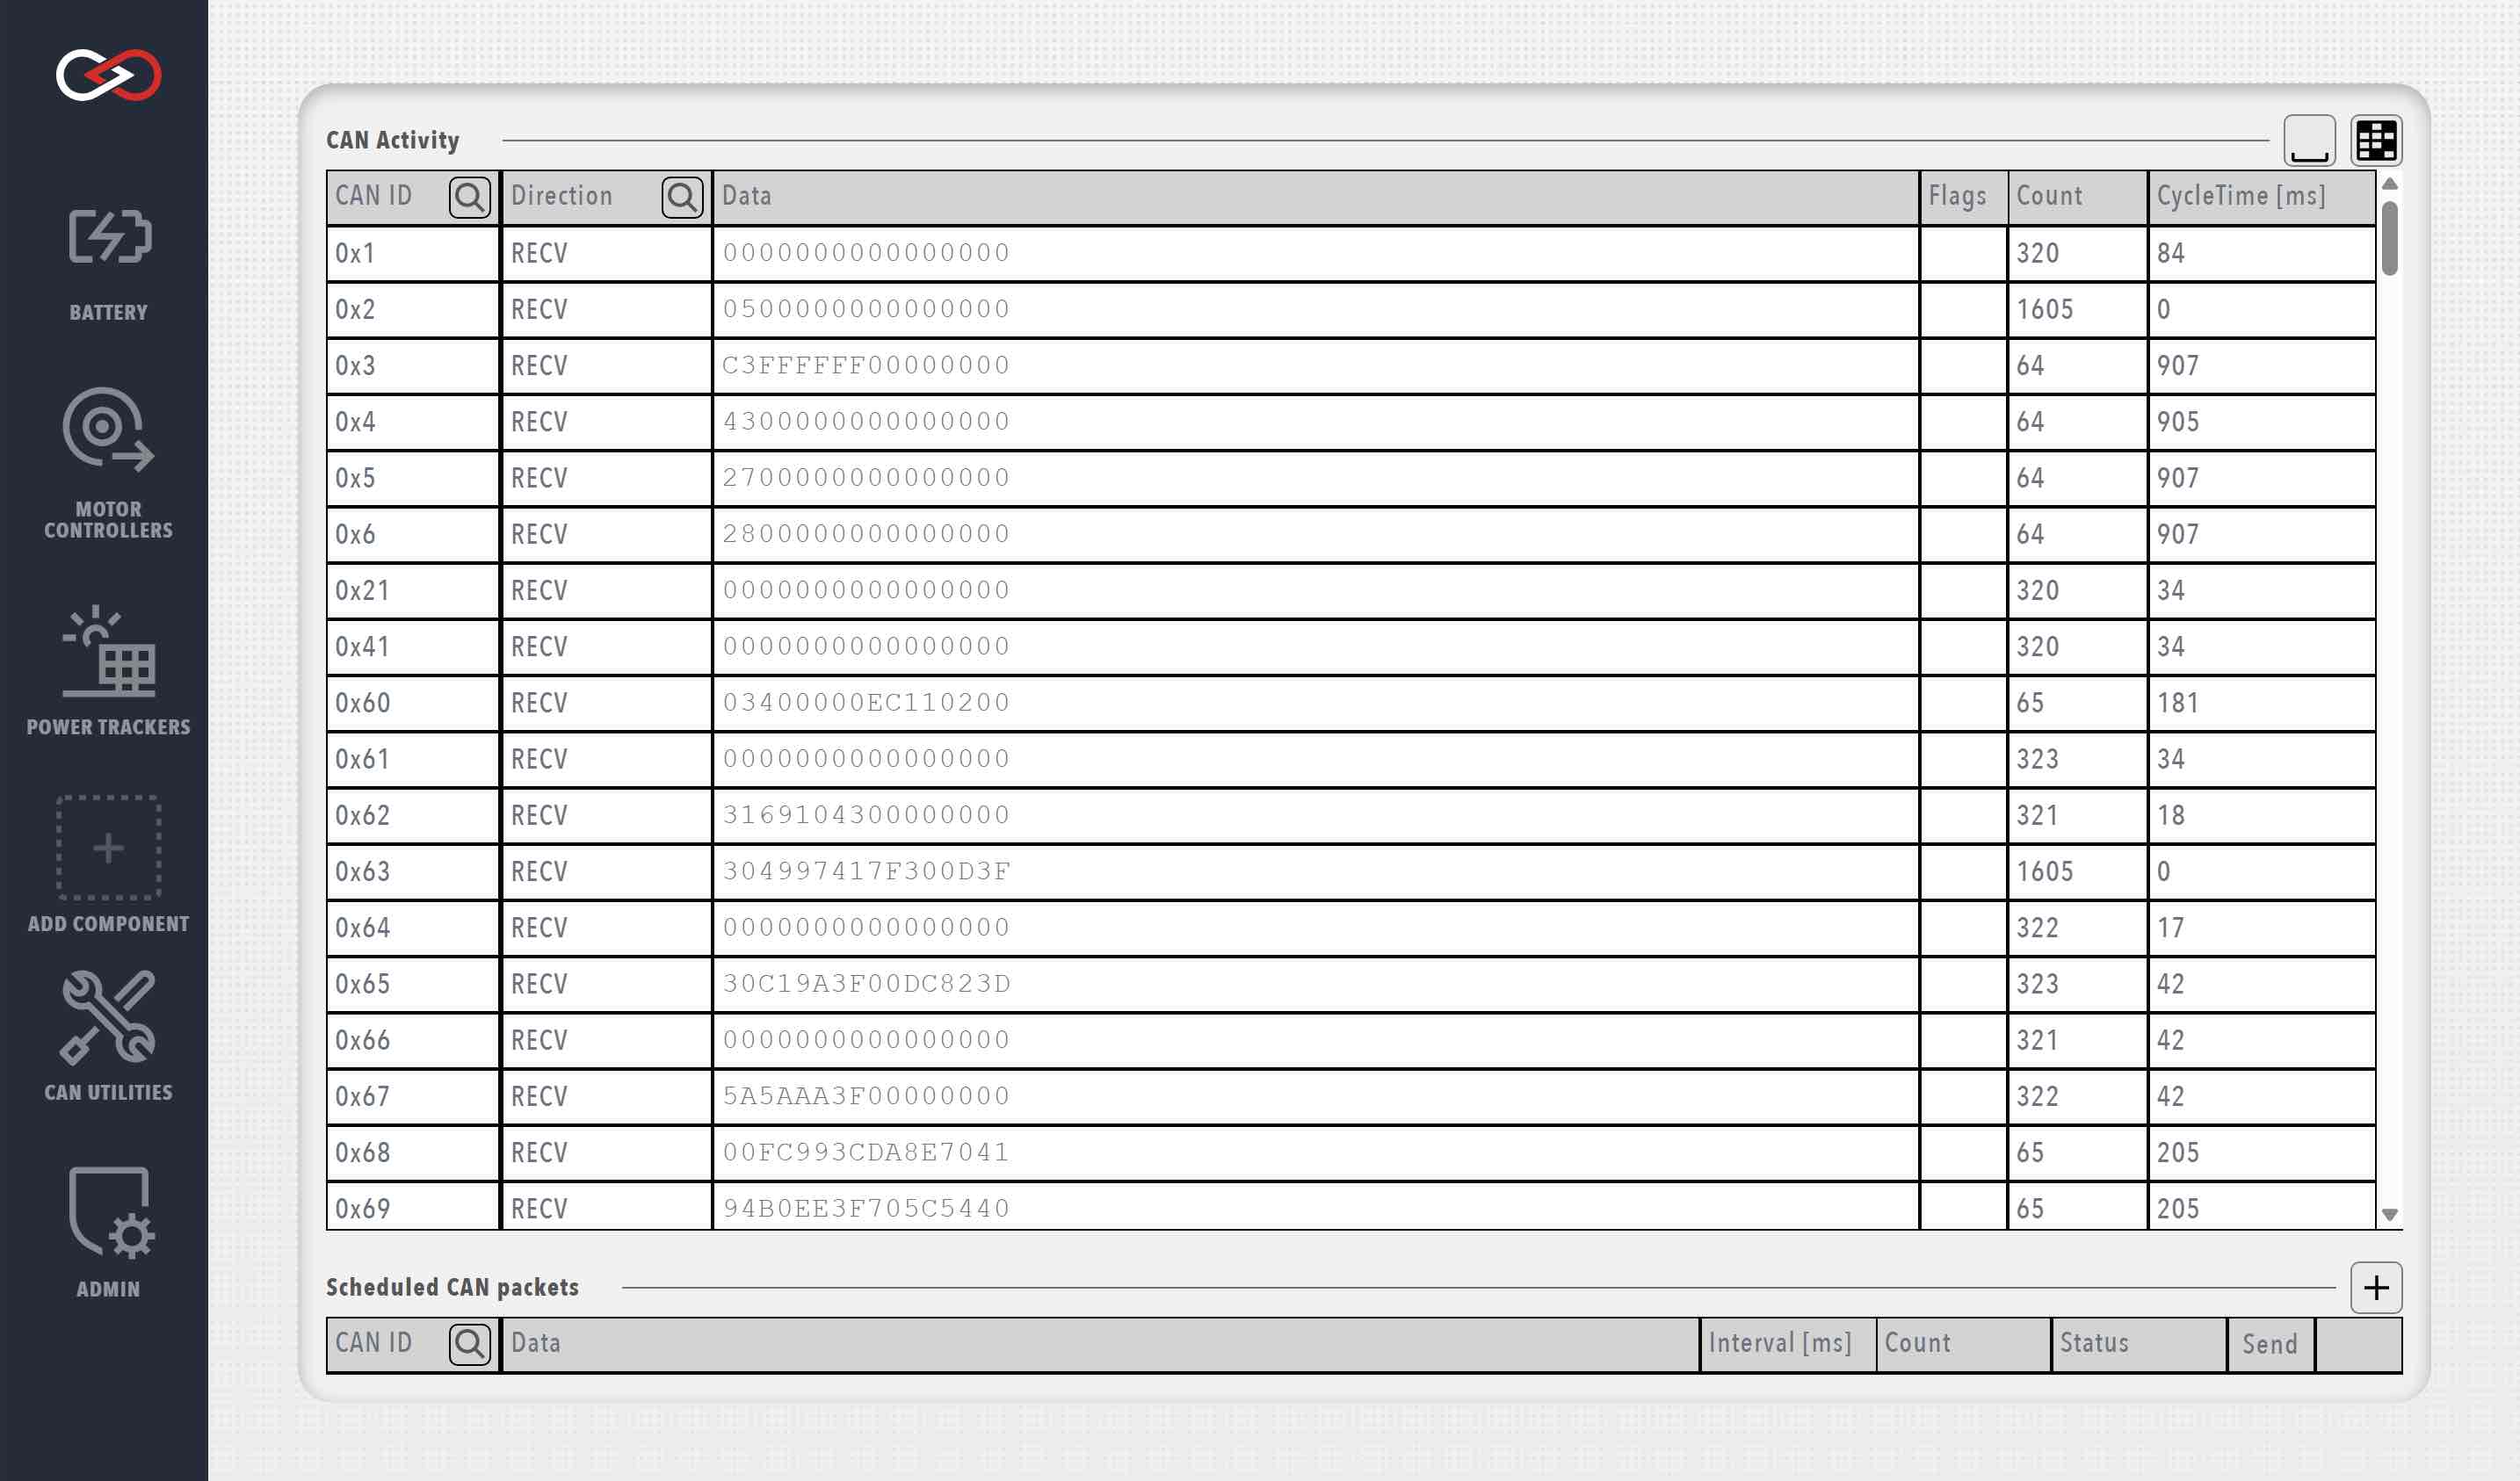 BATTERY
MOTOR
CONTROLLERS
POWER TRACKERS
ADD COMPONENT
CAN UTILITIES
ADMIN
CAN Activity
CAN ID Direction Data Flags Count CycleTime [ms]
0x1 RECV 0000000000000000 320 84
0x2 RECV 0500000000000000 1605 0
0x3 RECV C3FFFFFF00000000 64 907
0x4 RECV 4300000000000000 64 905
0x5 RECV 2700000000000000 64 907
0x6 RECV 2800000000000000 64 907
0x21 RECV 0000000000000000 320 34
0x41 RECV 0000000000000000 320 34
0x60 RECV 03400000EC110200 65 181
0x61 RECV 0000000000000000 323 34
0x62 RECV 3169104300000000 321 18
0x63 RECV 304997417F300D3F 1605 0
0x64 RECV 0000000000000000 322 17
0x65 RECV 30C19A3F00DC823D 323 42
0x66 RECV 0000000000000000 321 42
0x67 RECV 5A5AAA3F00000000 322 42
0x68 RECV 00FC993CDA8E7041 65 205
0x69 RECV 94B0EE3F705C5440 65 205
Scheduled CAN packets
CAN ID Data Interval [ms] Count Status Send